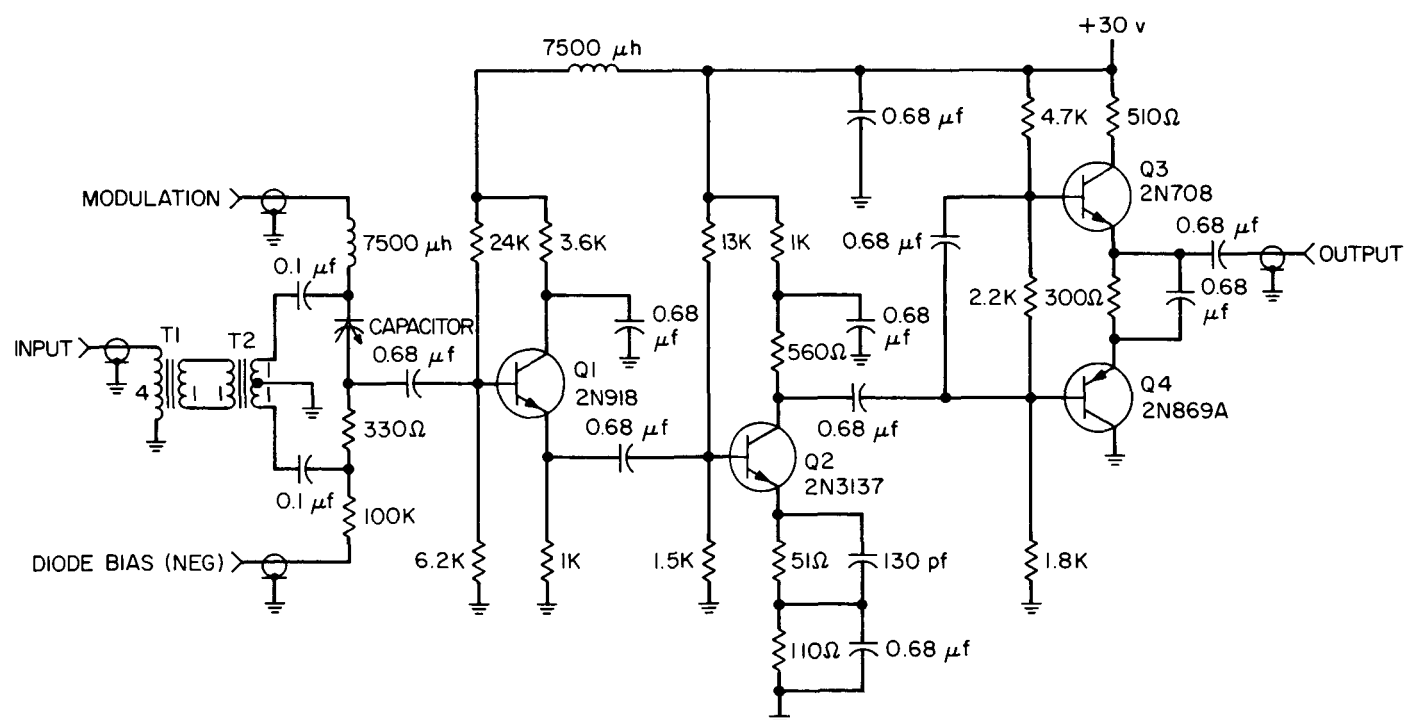 +30 v
7500 µh
0.68 µf
4.7K
510Ω
Q3
2N708
MODULATION
7500 µh
24K
3.6K
13K
1K
0.68 µf
0.68 µf
OUTPUT
0.1 µf
2.2K
300Ω
0.68
µf
CAPACITOR
0.68
µf
0.68
µf
INPUT
T1
T2
0.68 µf
560Ω
4
1
1
1
1
Q1
2N918
Q4
2N869A
330Ω
0.68 µf
0.68 µf
Q2
2N3137
0.1 µf
100K
DIODE BIAS (NEG)
6.2K
1K
1.5K
51Ω
130 pf
1.8K
110Ω
0.68 µf